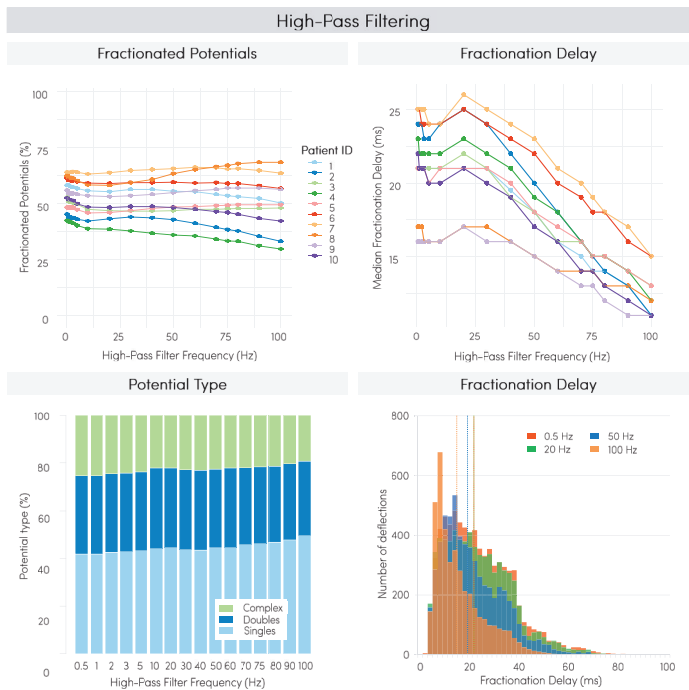 High-Pass Filtering
Fractionated Potentials
Fractionated Potentials (%)
100
75
50
25
0
0 25 50 75 100
High-Pass Filter Frequency (Hz)
Patient ID
1
2
3
4
5
6
7
8
9
10
Fractionation Delay
Median Fractionation Delay (ms)
25
20
15
0 25 50 75 100
High-Pass Filter Frequency (Hz)
Potential Type
Potential Type (%)
100
80
60
40
20
0
Complex
Doubles
Singles
0.5 1 2 3 5 10 20 30 40 50 60 70 75 80 90 100
High-Pass Filter Frequency (Hz)
Fractionation Delay
Number of deflections
800
600
400
200
0
0.5 Hz 50 Hz
20 Hz 100 Hz
0 20 40 60 80 100
Fractionation Delay (ms)